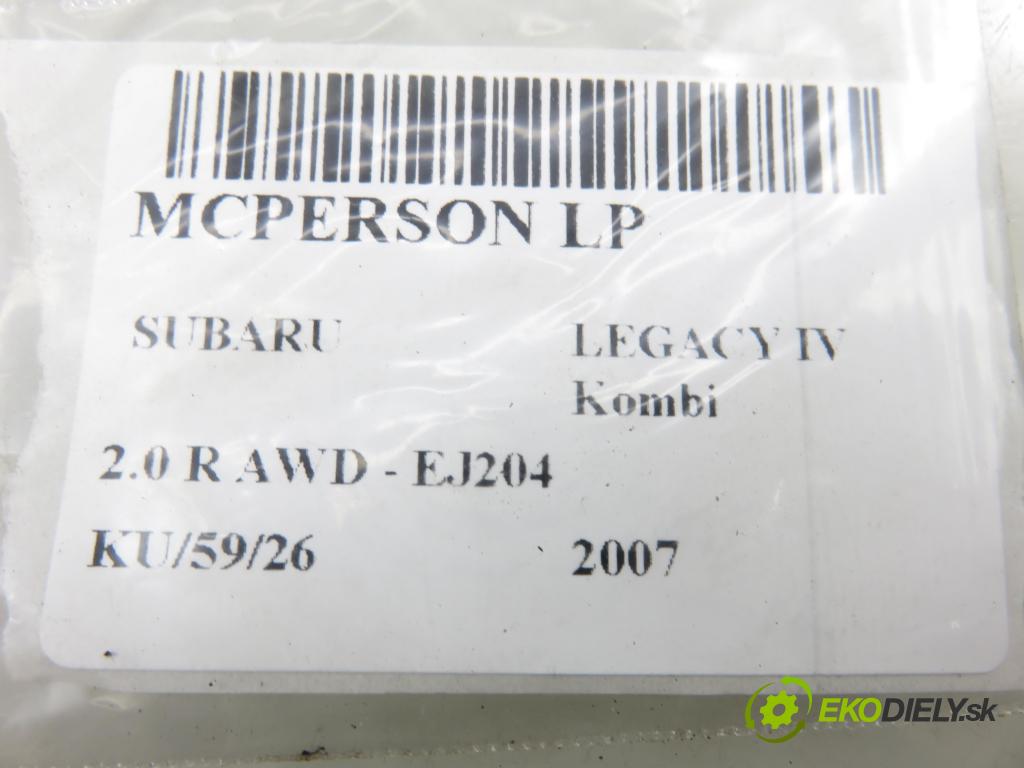 MCPERSON LP
SUBARU LEGACY IV
Kombi
2.0 R AWD - EJ204
KU/59/26 2007
EKODIELY.sk